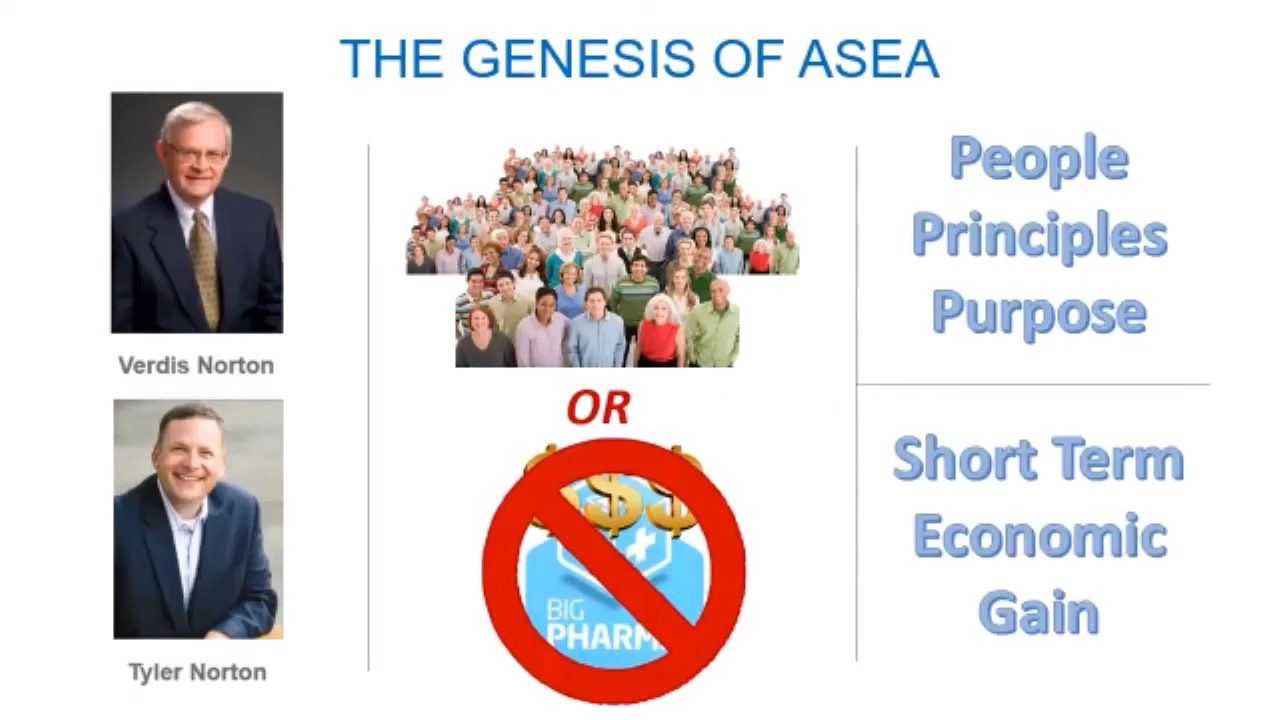 THE GENESIS OF ASEA
Verdis Norton
Tyler Norton
OR
$$$
BIG
PHARM
People
Principles
Purpose
Short Term
Economic
Gain